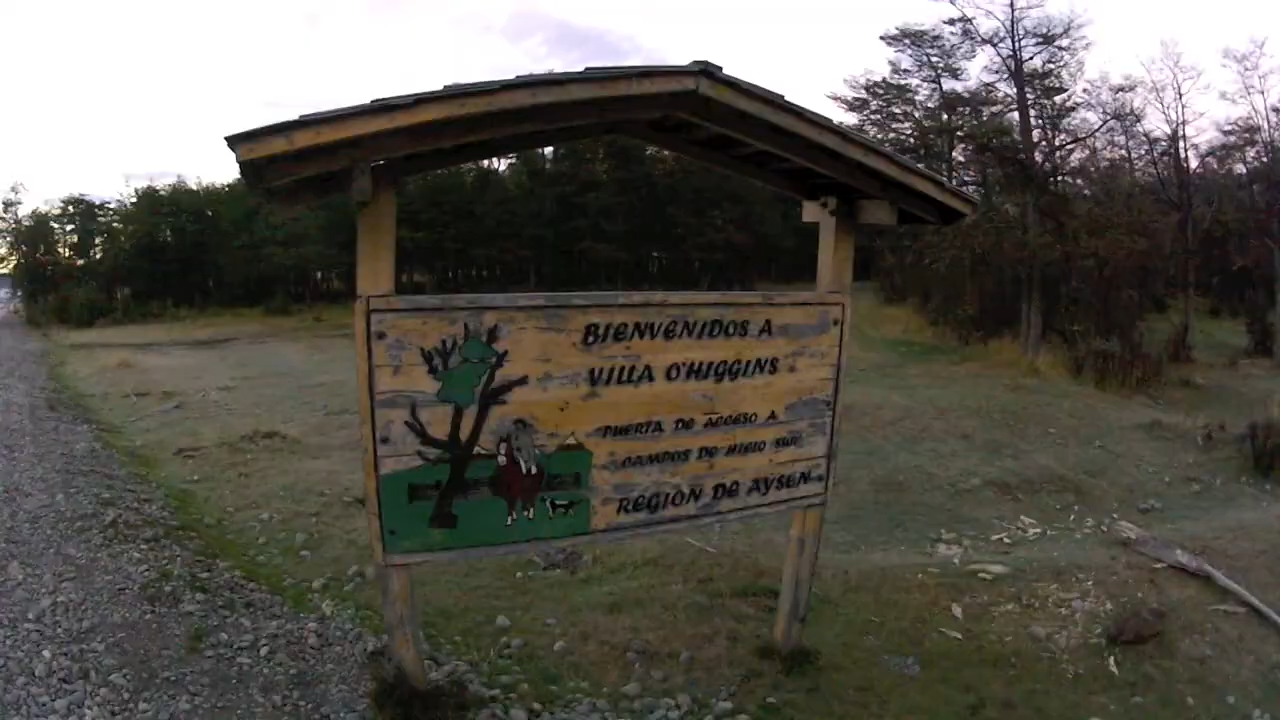 BIENVENIDOS A
VILLA O'HIGGINS
PUERTA DE ACCESO A
CAMPOS DE HIELO SUR
REGION DE AYSEN